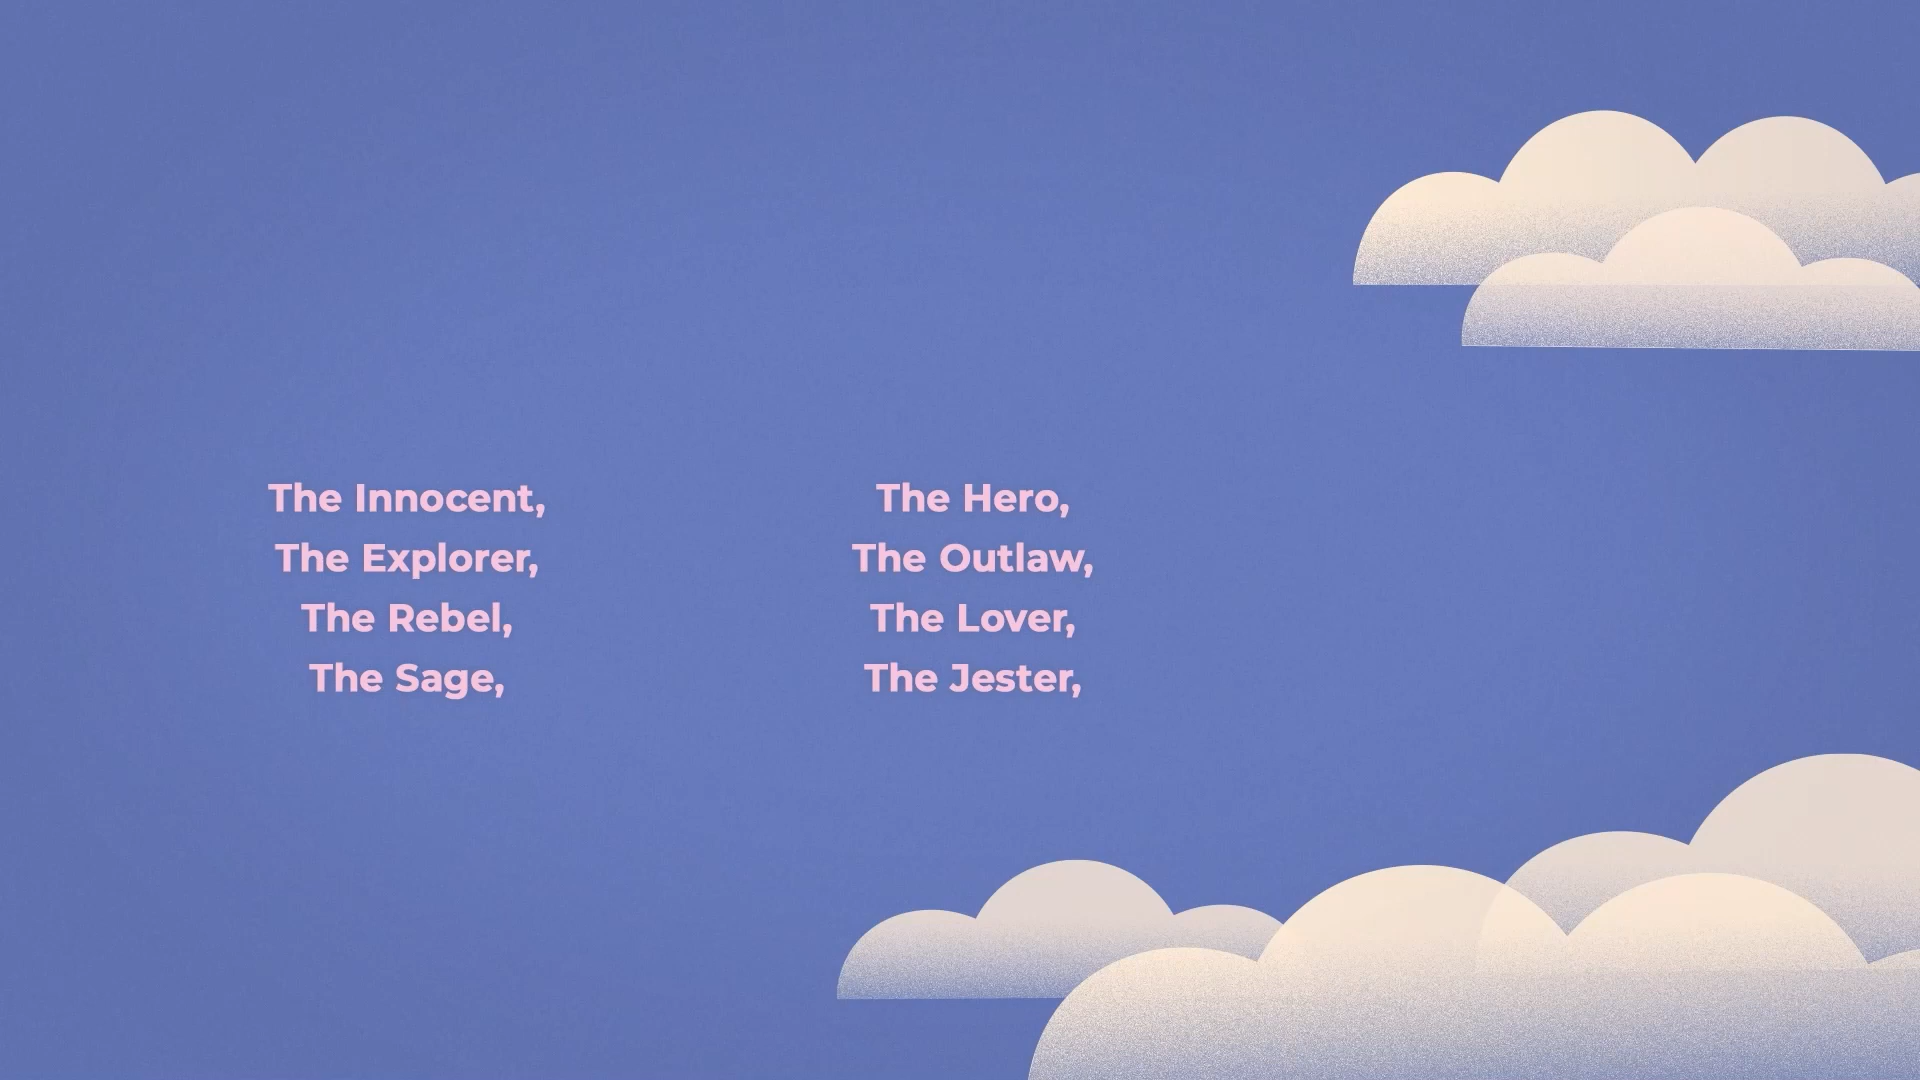 The Innocent,
The Explorer,
The Rebel,
The Sage,
The Hero,
The Outlaw,
The Lover,
The Jester,